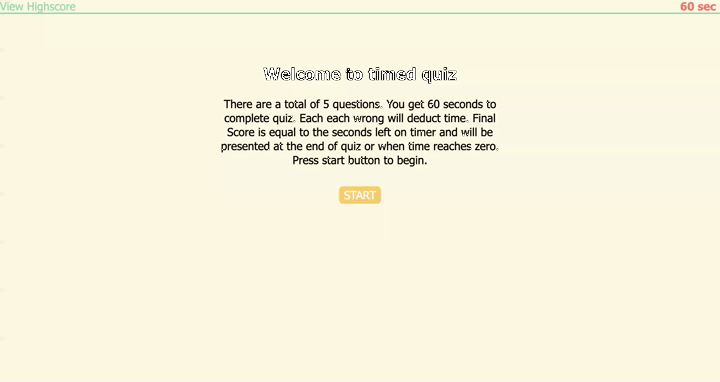 View Highscore
60 sec
Welcome to timed quiz
There are a total of 5 questions. You get 60 seconds to
complete quiz. Each each wrong will deduct time. Final
Score is equal to the seconds left on timer and will be
presented at the end of quiz or when time reaches zero.
Press start button to begin.
START